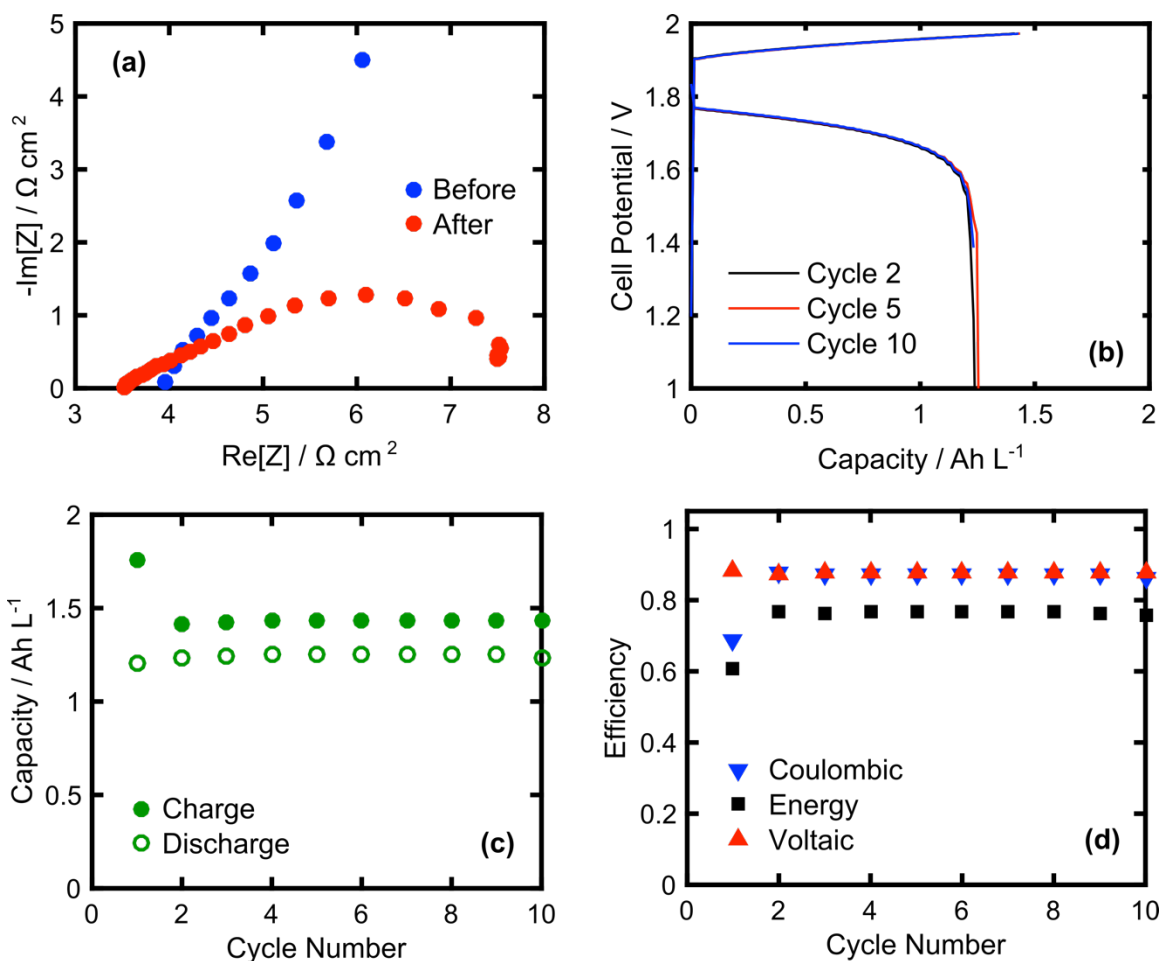 (a)
5
4
3
2
1
0
-Im[Z] / Ω cm²
Before
After
3 4 5 6 7 8
Re[Z] / Ω cm²
2
1.8
1.6
1.4
1.2
1
Cell Potential / V
Cycle 2
Cycle 5
Cycle 10
(b)
0 0.5 1 1.5 2
Capacity / Ah L⁻¹
2
1.5
1
0.5
0
Capacity / Ah L⁻¹
Charge
Discharge
(c)
0 2 4 6 8 10
Cycle Number
1
0.8
0.6
0.4
0.2
0
Efficiency
Coulombic
Energy
Voltaic
(d)
0 2 4 6 8 10
Cycle Number